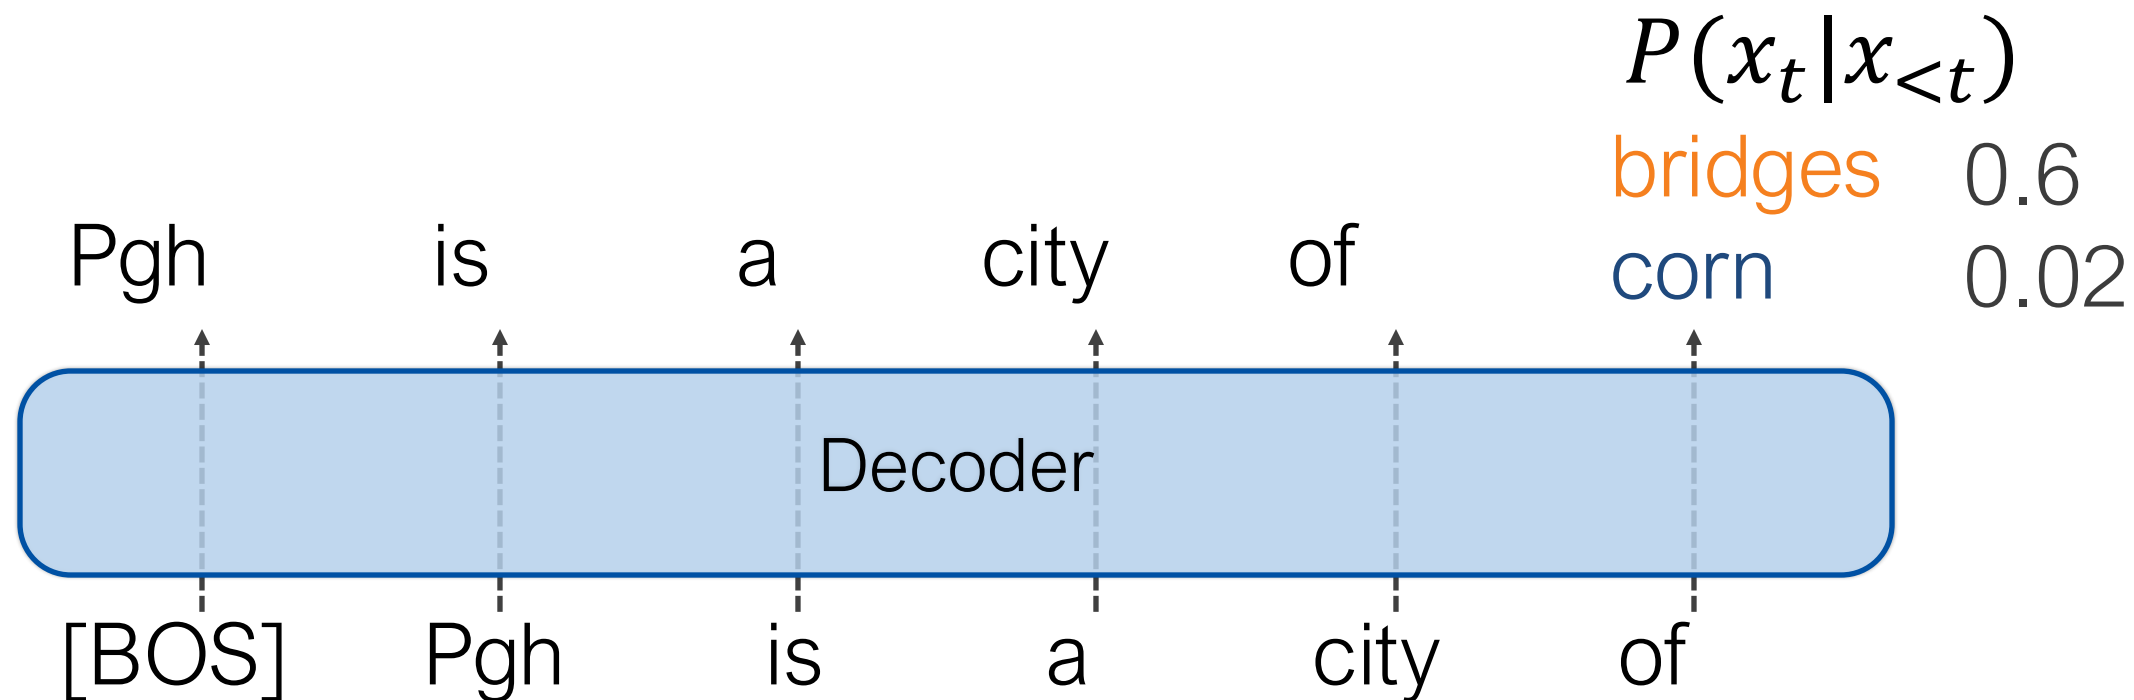 P(x_t|x_{<t})
bridges 0.6
corn 0.02
Pgh is a city of
Decoder
[BOS] Pgh is a city of